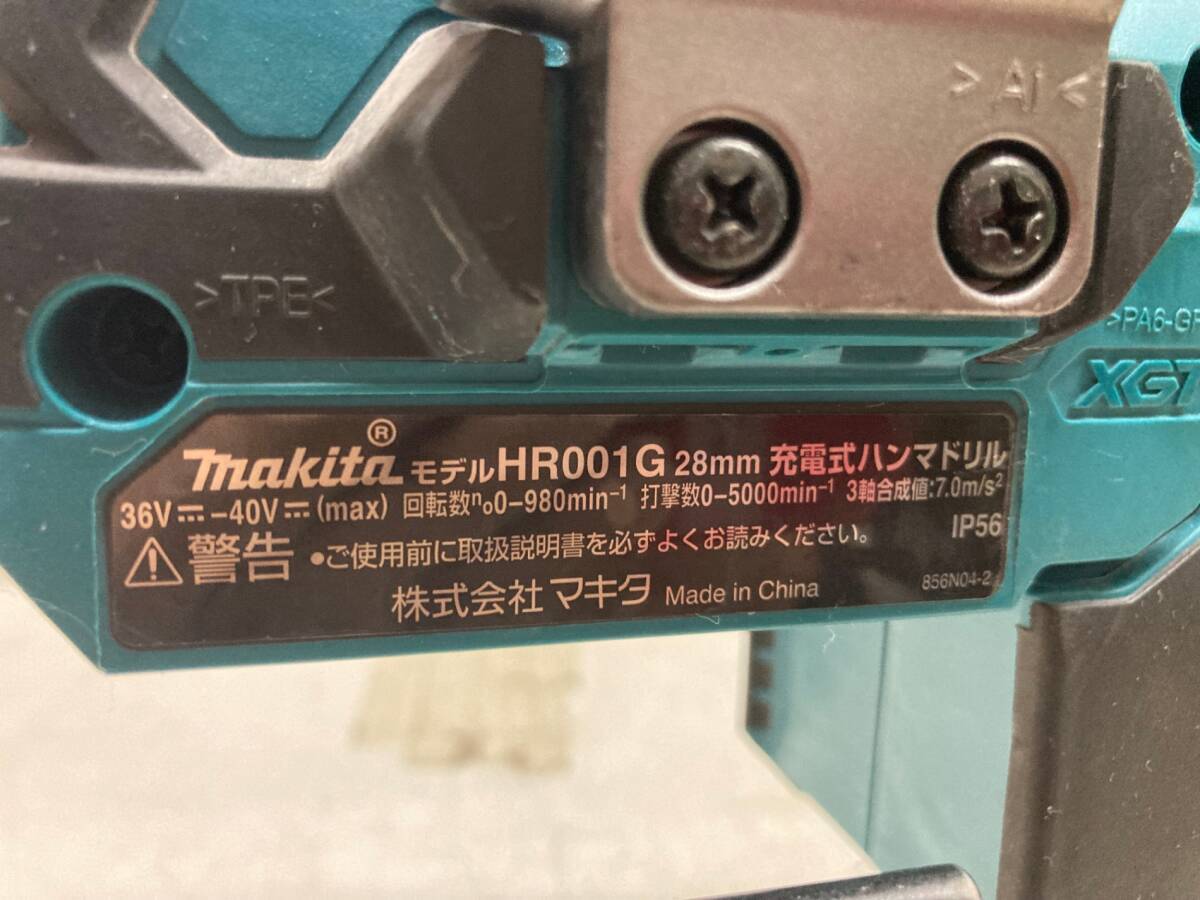 >Al<
>TPE<
>PA6-GF
XGT
makita® モデルHR001G 28mm 充電式ハンマドリル
36V⎓-40V⎓(max) 回転数n₀0-980min⁻¹ 打撃数0-5000min⁻¹ 3軸合成値:7.0m/s²
⚠警告 •ご使用前に取扱説明書を必ずよくお読みください。 IP56
株式会社マキタ Made in China 856N04-2